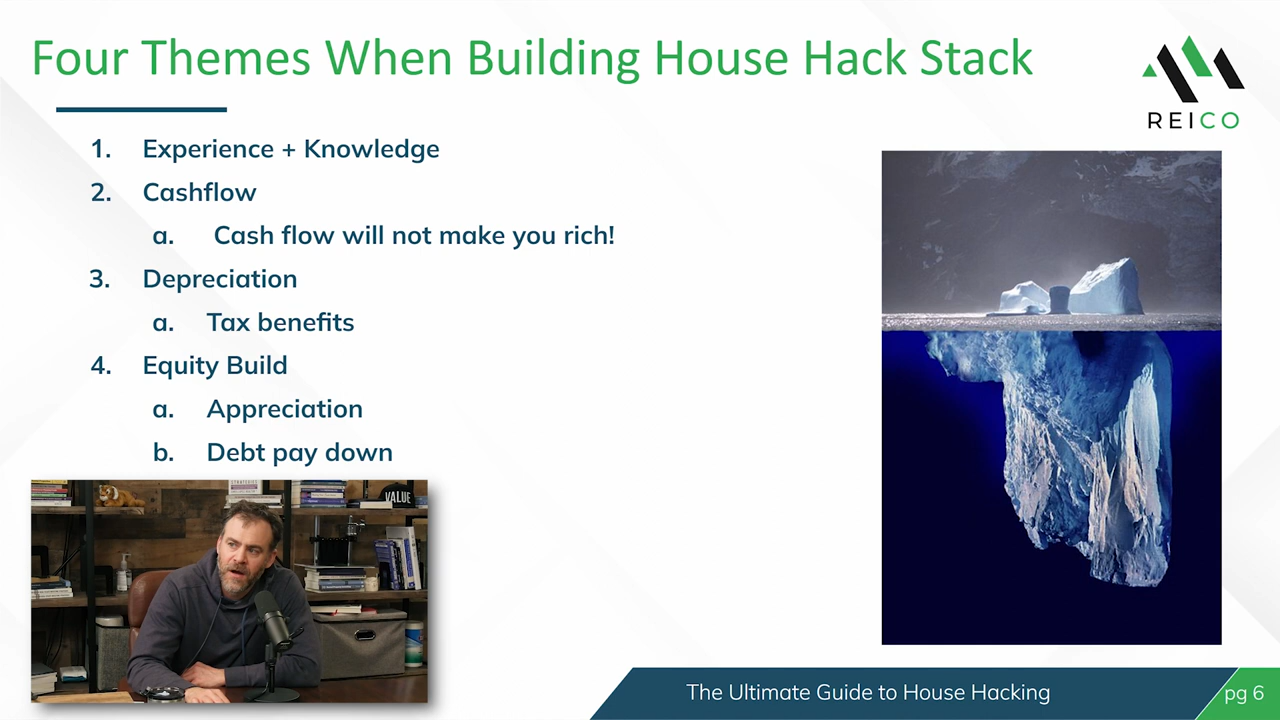 Four Themes When Building House Hack Stack
REICO
1. Experience + Knowledge
2. Cashflow
a. Cash flow will not make you rich!
3. Depreciation
a. Tax benefits
4. Equity Build
a. Appreciation
b. Debt pay down
VALUE
The Ultimate Guide to House Hacking
pg 6